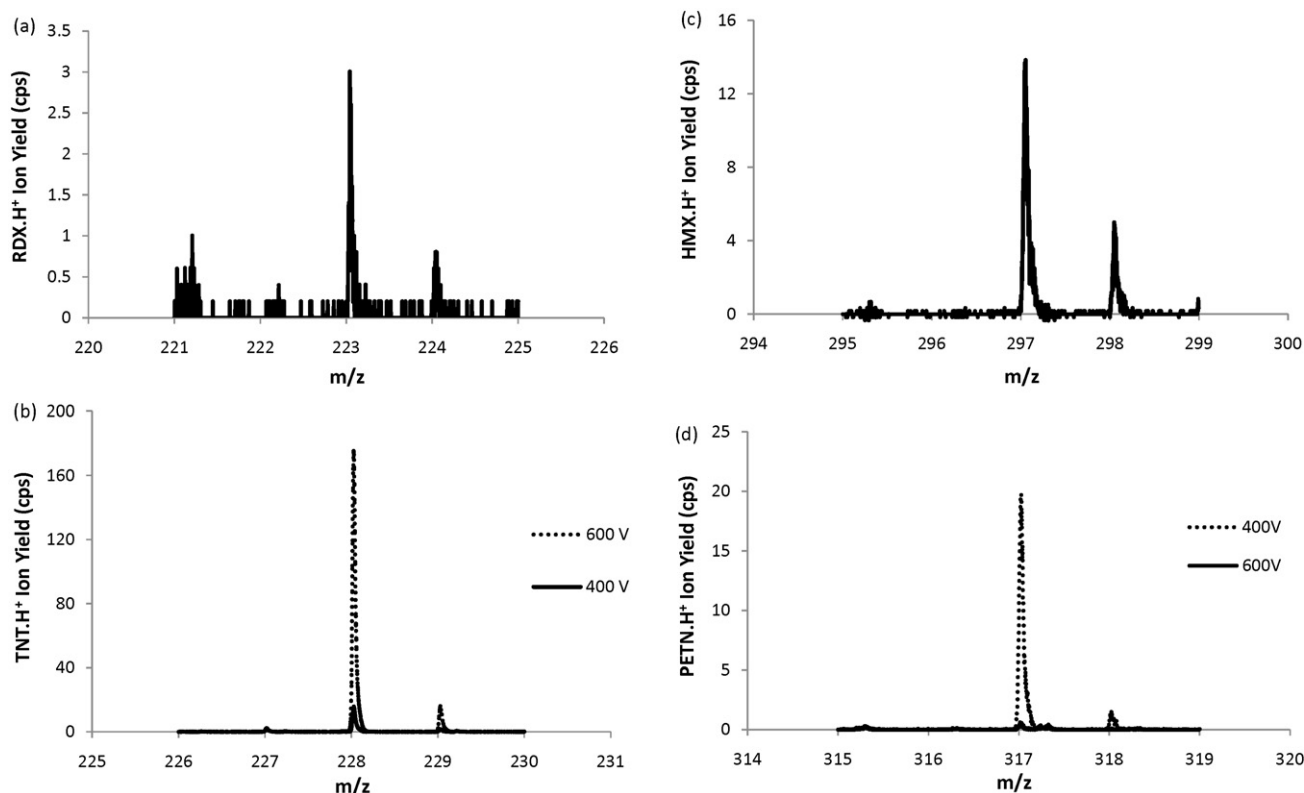 (a)
RDX.H+ Ion Yield (cps)
3.5
3
2.5
2
1.5
1
0.5
0
220 221 222 223 224 225 226
m/z
(c)
HMX.H+ Ion Yield (cps)
16
12
8
4
0
294 295 296 297 298 299 300
m/z
(b)
TNT.H+ Ion Yield (cps)
200
160
120
80
40
0
600 V
400 V
225 226 227 228 229 230 231
m/z
(d)
PETN.H+ Ion Yield (cps)
25
20
15
10
5
0
400V
600V
314 315 316 317 318 319 320
m/z